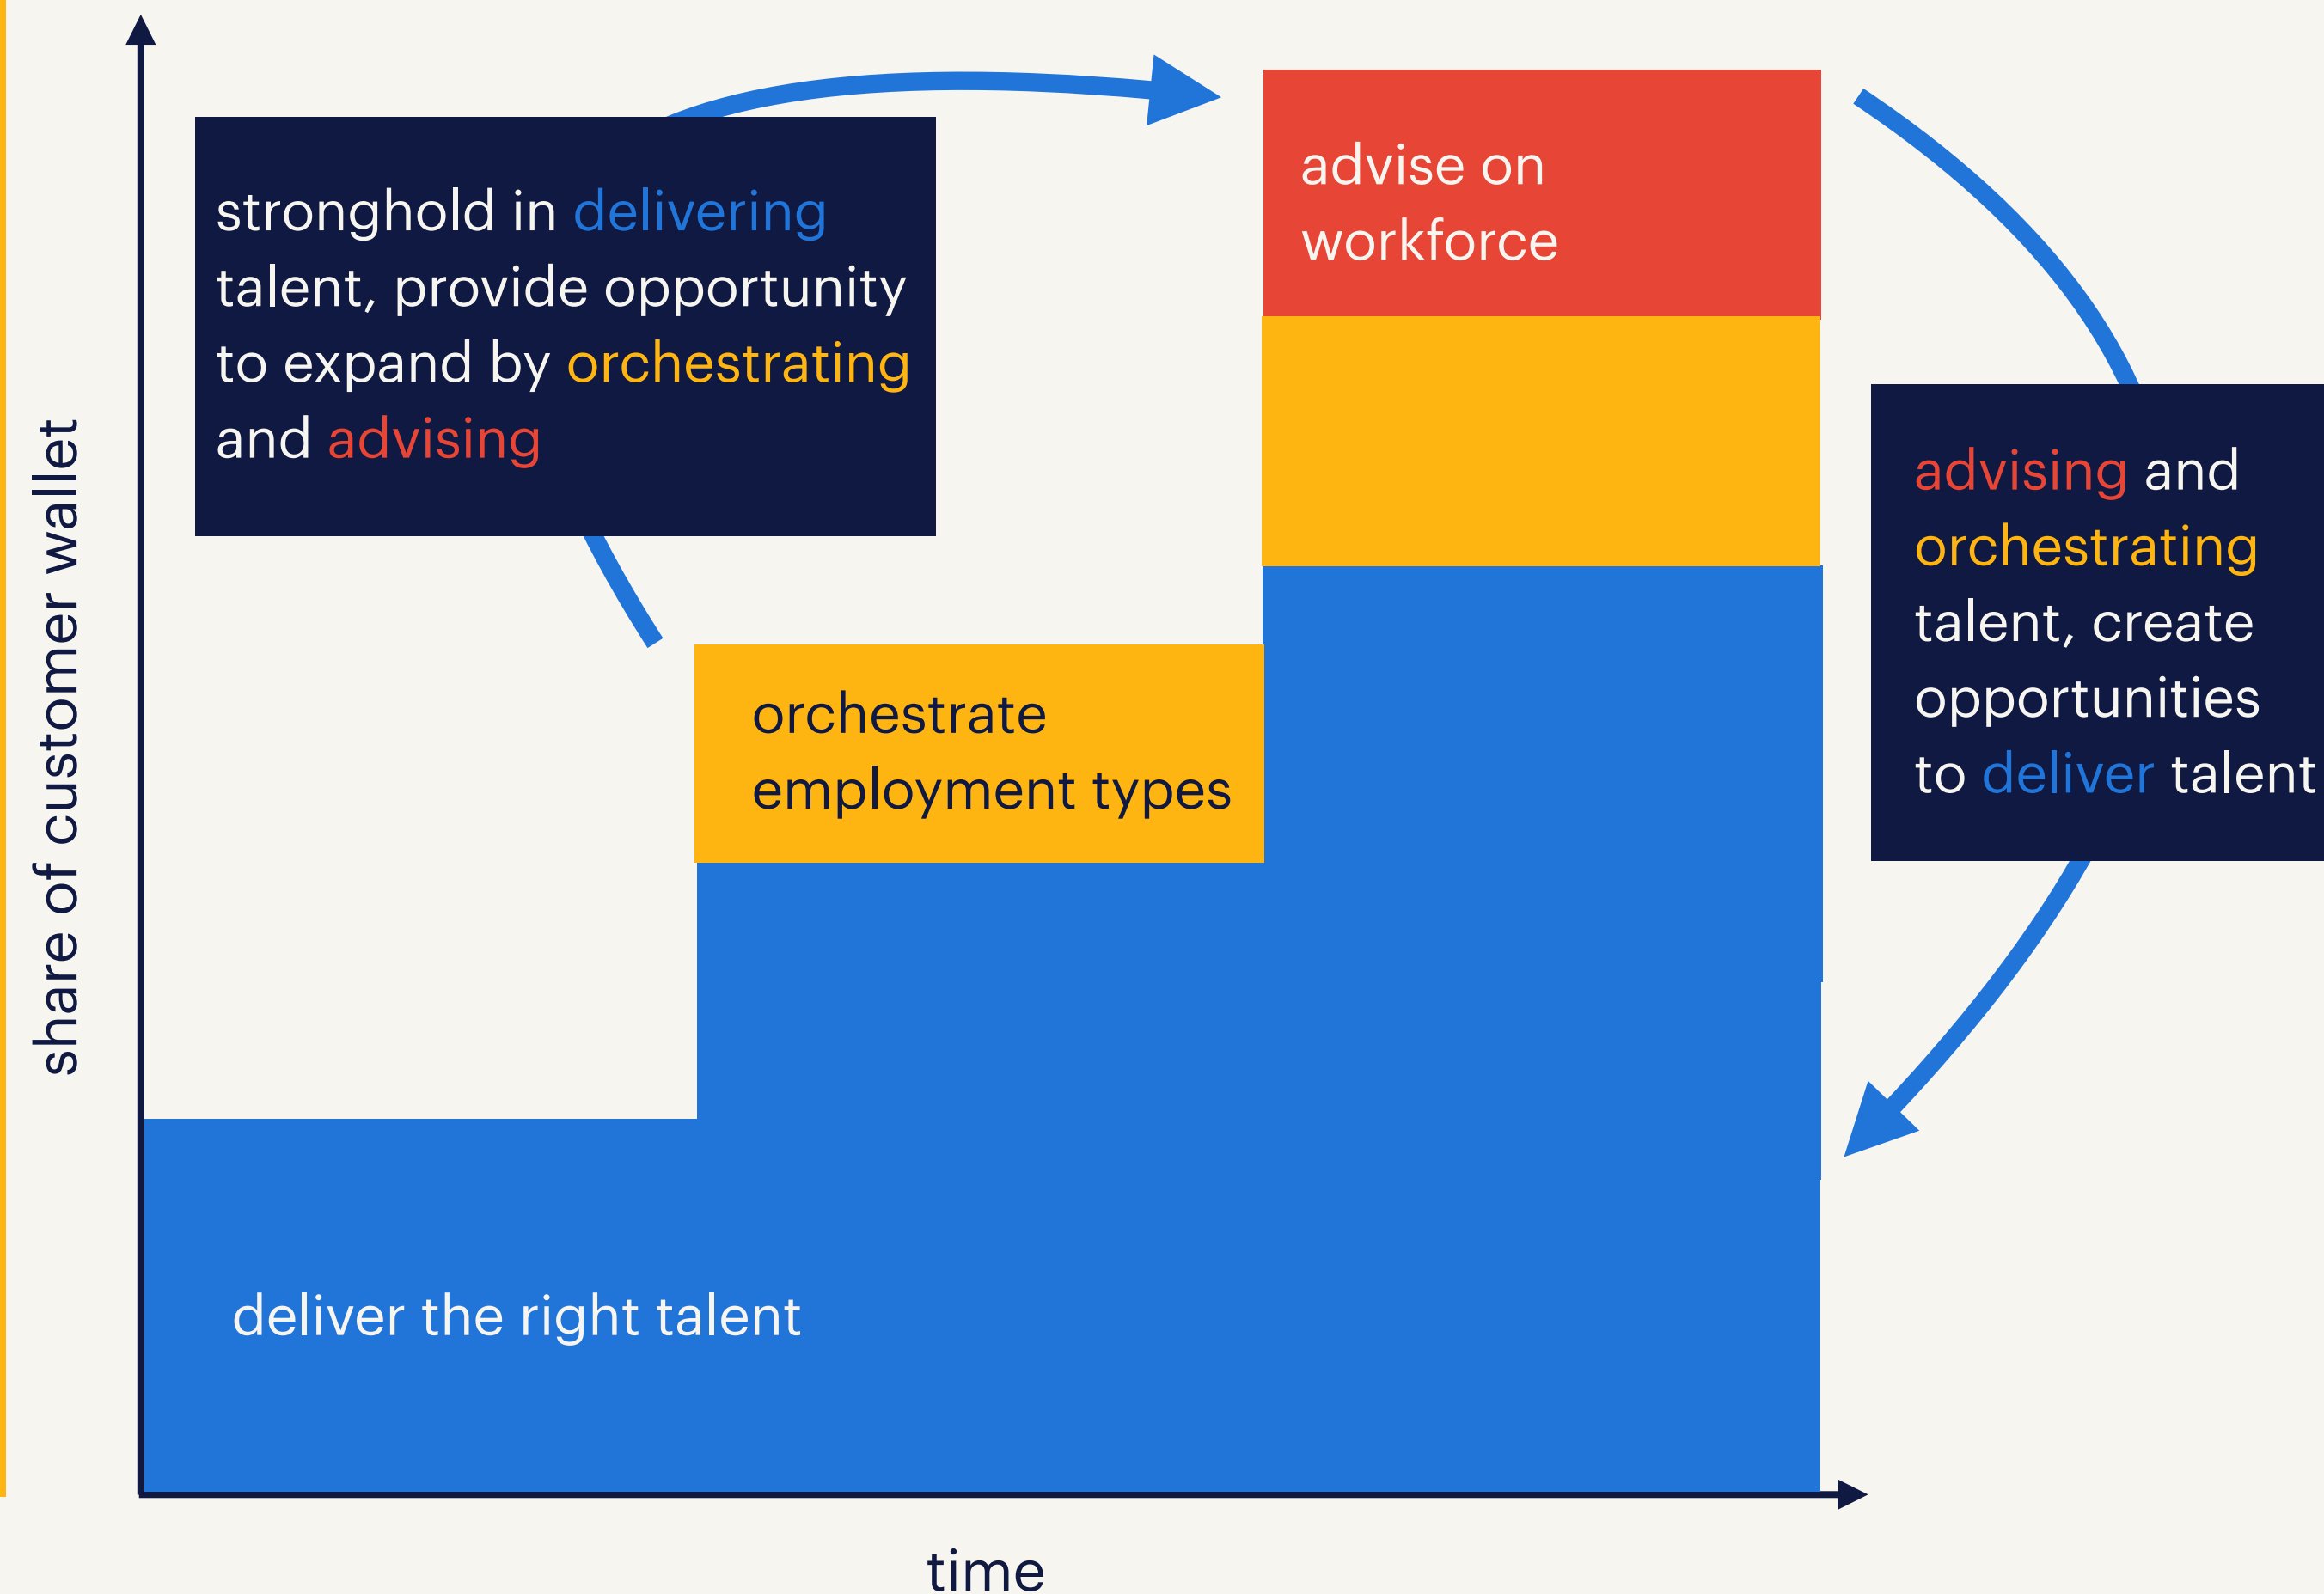 share of customer wallet
stronghold in delivering
talent, provide opportunity
to expand by orchestrating
and advising
advise on
workforce
advising and
orchestrating
talent, create
opportunities
to deliver talent
orchestrate
employment types
deliver the right talent
time